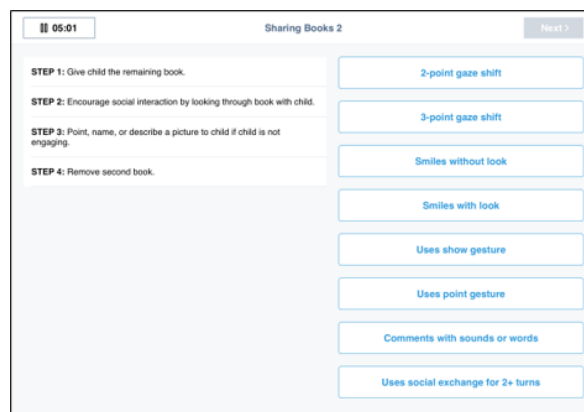 05:01
Sharing Books 2
Next >
STEP 1: Give child the remaining book.
STEP 2: Encourage social interaction by looking through book with child.
STEP 3: Point, name, or describe a picture to child if child is not
engaging.
STEP 4: Remove second book.
2-point gaze shift
3-point gaze shift
Smiles without look
Smiles with look
Uses show gesture
Uses point gesture
Comments with sounds or words
Uses social exchange for 2+ turns